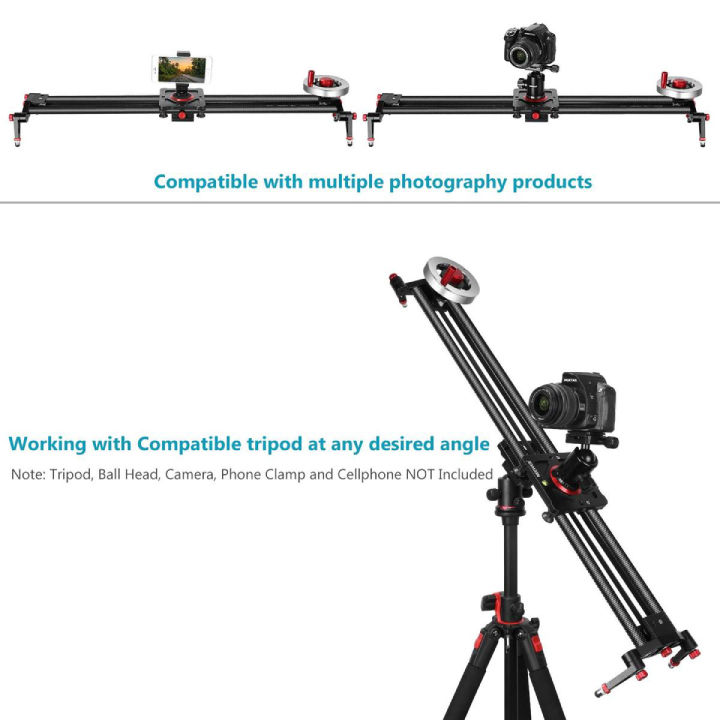 Compatible with multiple photography products
Working with Compatible tripod at any desired angle
Note: Tripod, Ball Head, Camera, Phone Clamp and Cellphone NOT Included
PENTAX